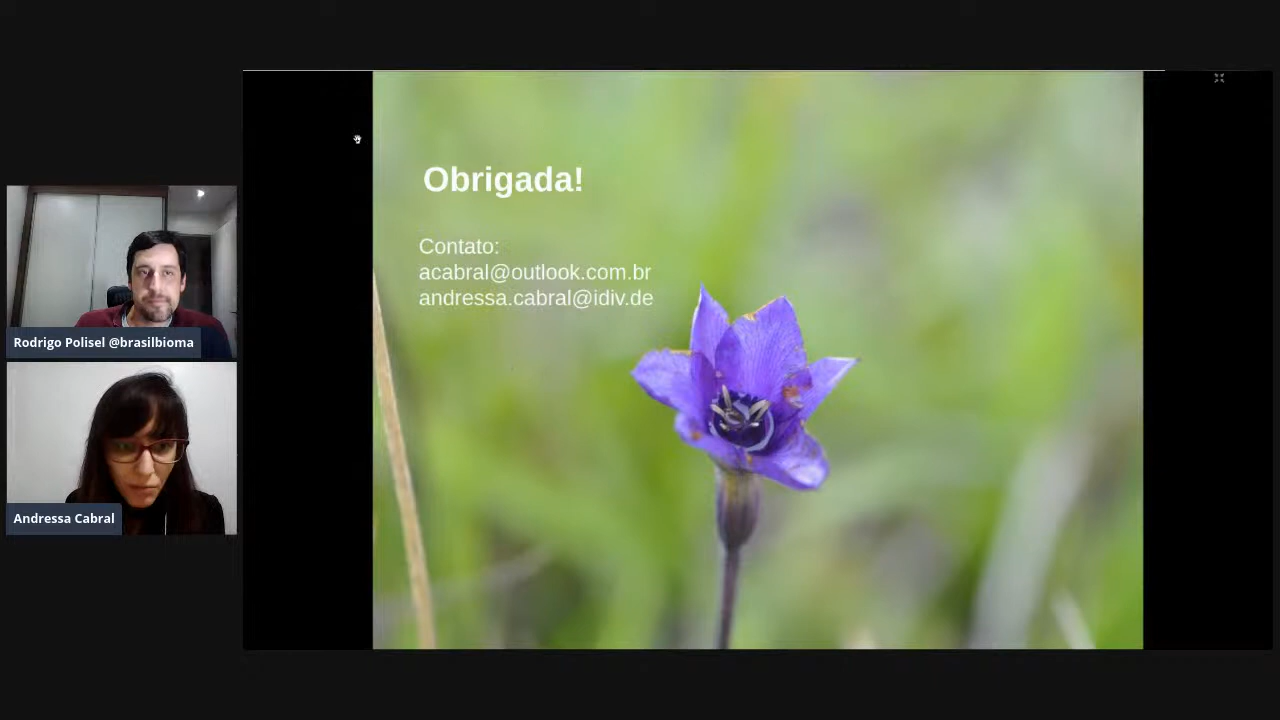 Obrigada!
Contato:
acabral@outlook.com.br
andressa.cabral@idiv.de
Rodrigo Polisel @brasilbioma
Andressa Cabral